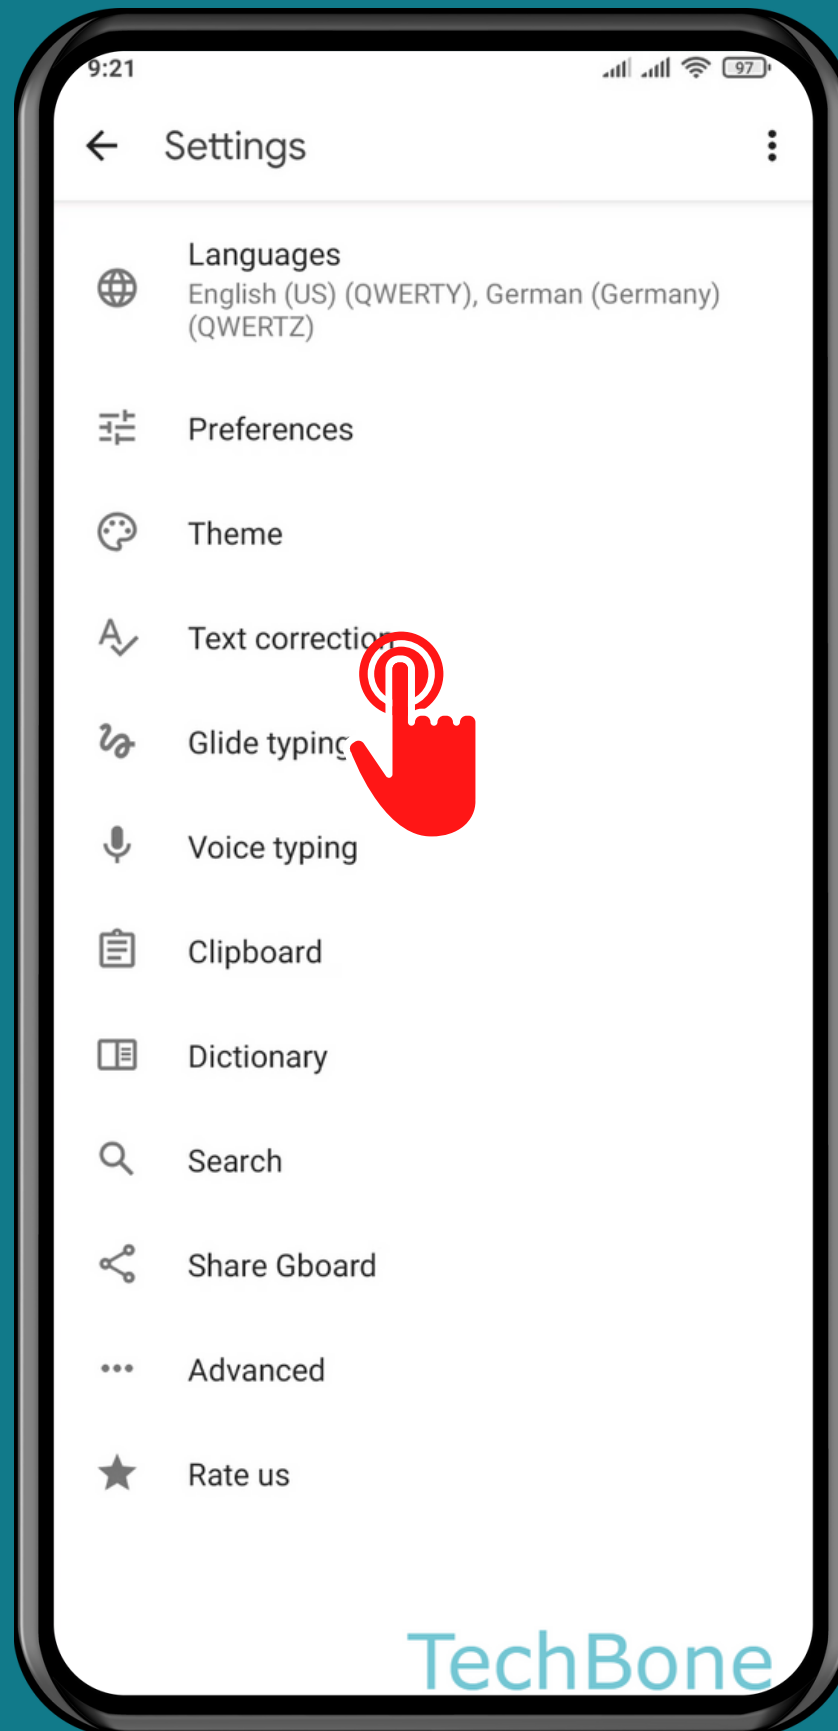 9:21
97
Settings
Languages
English (US) (QWERTY), German (Germany)
(QWERTZ)
Preferences
Theme
Text correction
Glide typing
Voice typing
Clipboard
Dictionary
Search
Share Gboard
Advanced
Rate us
TechBone